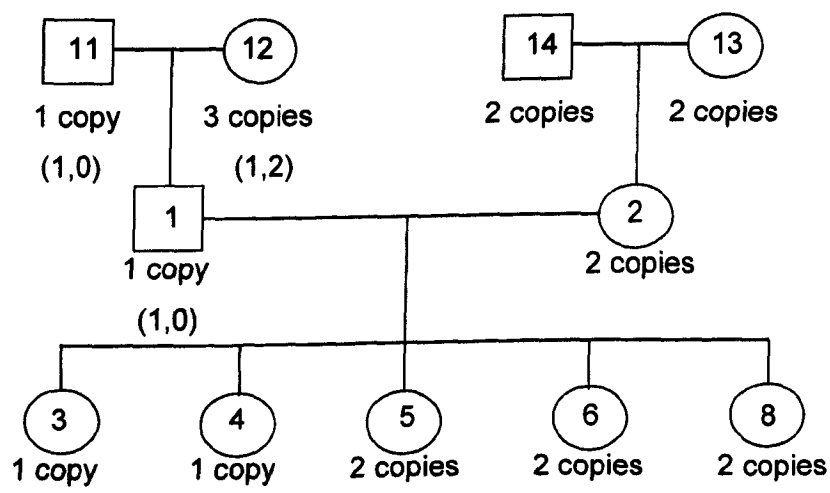 11 12 14 13
1 copy 3 copies 2 copies 2 copies
(1,0) (1,2)
1 2
1 copy 2 copies
(1,0)
3 4 5 6 8
1 copy 1 copy 2 copies 2 copies 2 copies